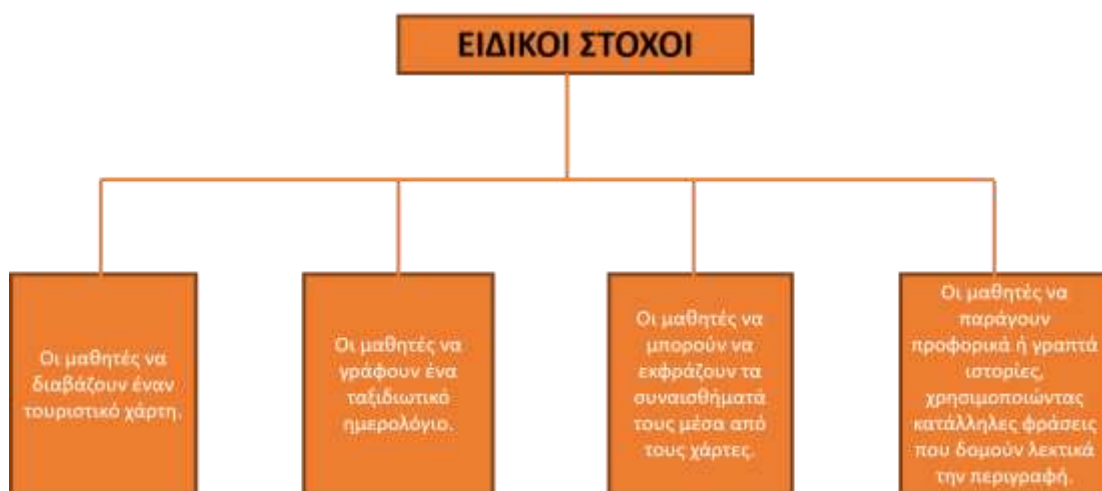 ΕΙΔΙΚΟΙ ΣΤΟΧΟΙ
Οι μαθητές να
διαβάζουν έναν
τουριστικό χάρτη.
Οι μαθητές να
γράφουν ένα
ταξιδιωτικό
ημερολόγιο.
Οι μαθητές να
μπορούν να
εκφράζουν τα
συναισθήματά
τους μέσα από
τους χάρτες.
Οι μαθητές να
παράγουν
προφορικά ή γραπτά
ιστορίες,
χρησιμοποιώντας
κατάλληλες φράσεις
που δομούν λεκτικά
την περιγραφή.